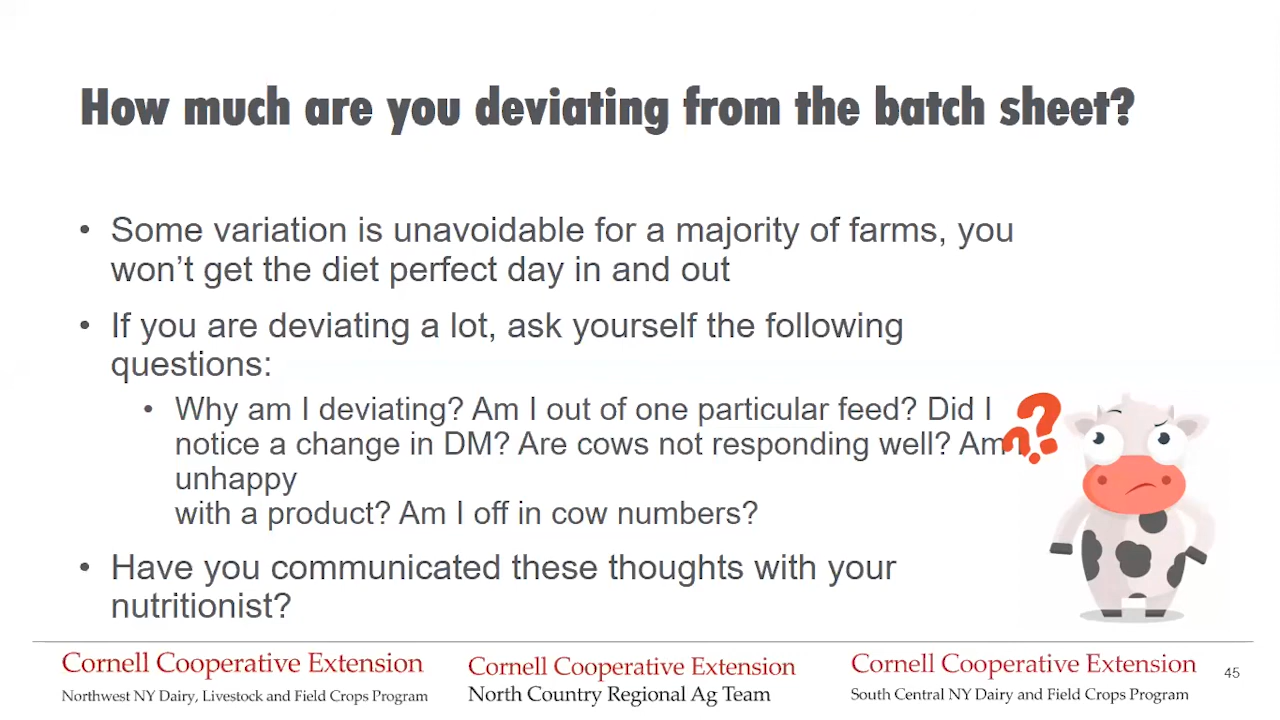 How much are you deviating from the batch sheet?
• Some variation is unavoidable for a majority of farms, you
won't get the diet perfect day in and out
• If you are deviating a lot, ask yourself the following
questions:
• Why am I deviating? Am I out of one particular feed? Did I
notice a change in DM? Are cows not responding well? Am
unhappy
with a product? Am I off in cow numbers?
• Have you communicated these thoughts with your
nutritionist?
Cornell Cooperative Extension
Northwest NY Dairy, Livestock and Field Crops Program
Cornell Cooperative Extension
North Country Regional Ag Team
Cornell Cooperative Extension
South Central NY Dairy and Field Crops Program
45